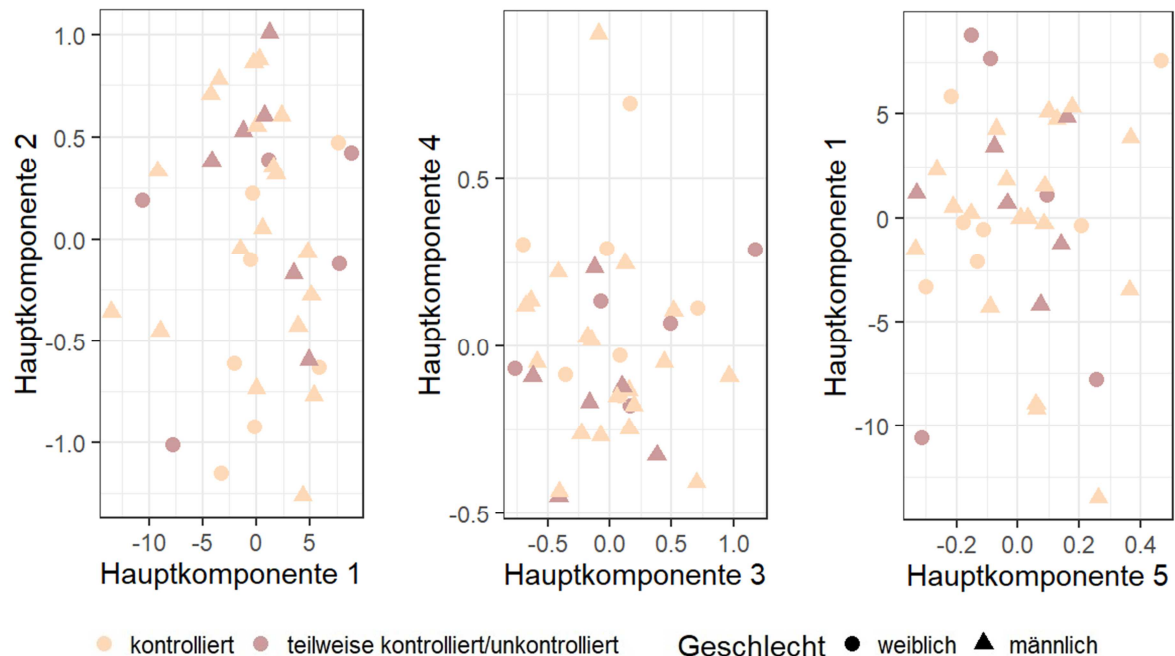 Hauptkomponente 2
1.0
0.5
0.0
-0.5
-1.0
-10 -5 0 5
Hauptkomponente 1
Hauptkomponente 4
0.5
0.0
-0.5
-0.5 0.0 0.5 1.0
Hauptkomponente 3
Hauptkomponente 1
5
0
-5
-10
-0.2 0.0 0.2 0.4
Hauptkomponente 5
kontrolliert teilweise kontrolliert/unkontrolliert Geschlecht weiblich männlich